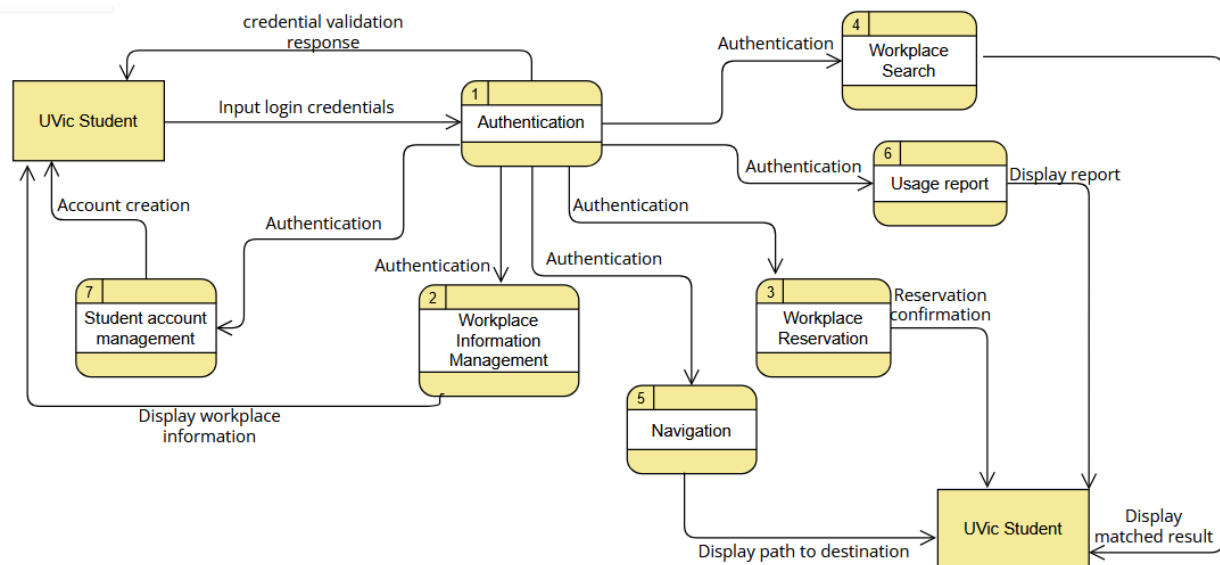 credential validation
response
4
Authentication
Workplace
Search
UVic Student
Input login credentials
1
Authentication
6
Authentication
Usage report
Display report
Account creation
Authentication
Authentication
Authentication
Authentication
7
Student account
management
2
Workplace
Information
Management
3
Workplace
Reservation
Reservation
confirmation
Display workplace
information
5
Navigation
UVic Student
Display path to destination
Display
matched result